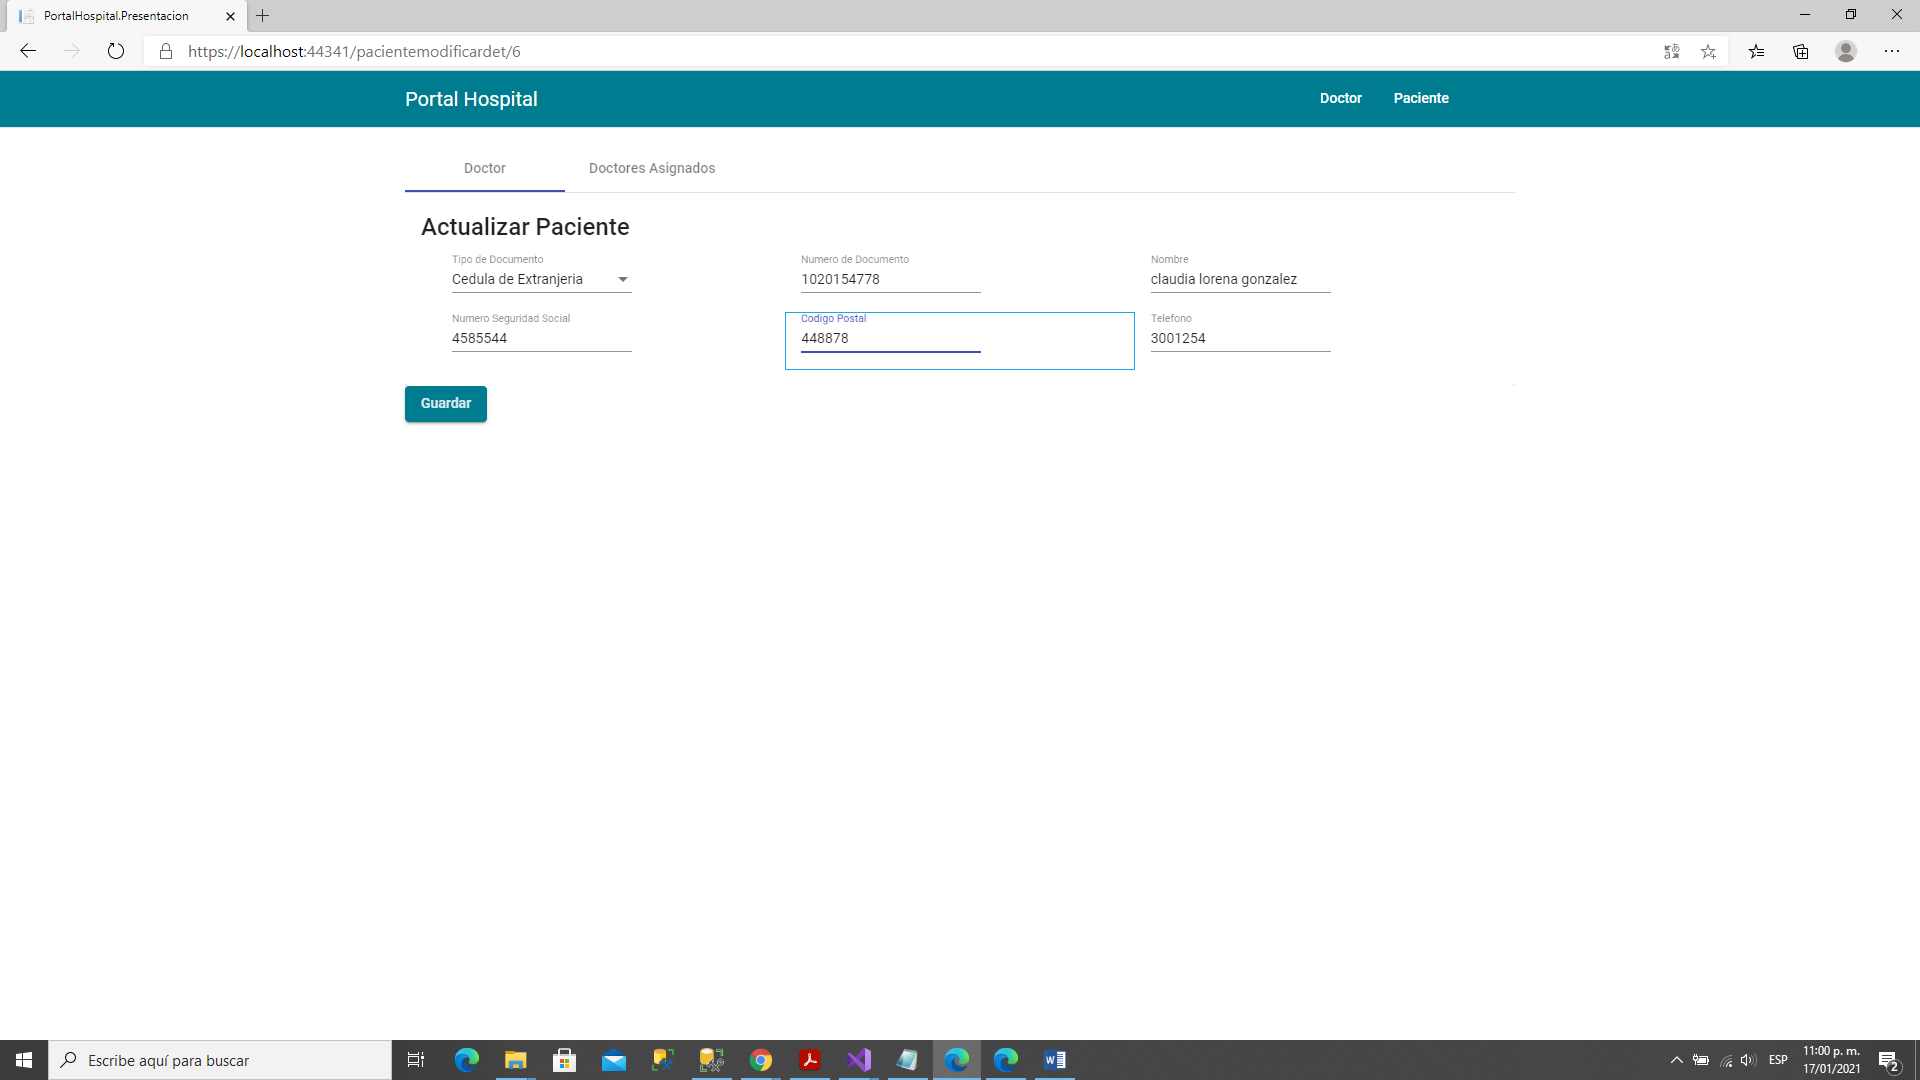 PortalHospital.Presentacion
https://localhost:44341/pacientemodificardet/6
Portal Hospital
Doctor
Paciente
Doctor
Doctores Asignados
Actualizar Paciente
Tipo de Documento
Cedula de Extranjeria
Numero de Documento
1020154778
Nombre
claudia lorena gonzalez
Numero Seguridad Social
4585544
Codigo Postal
448878
Telefono
3001254
Guardar
Escribe aquí para buscar
ESP
11:00 p. m.
17/01/2021
2